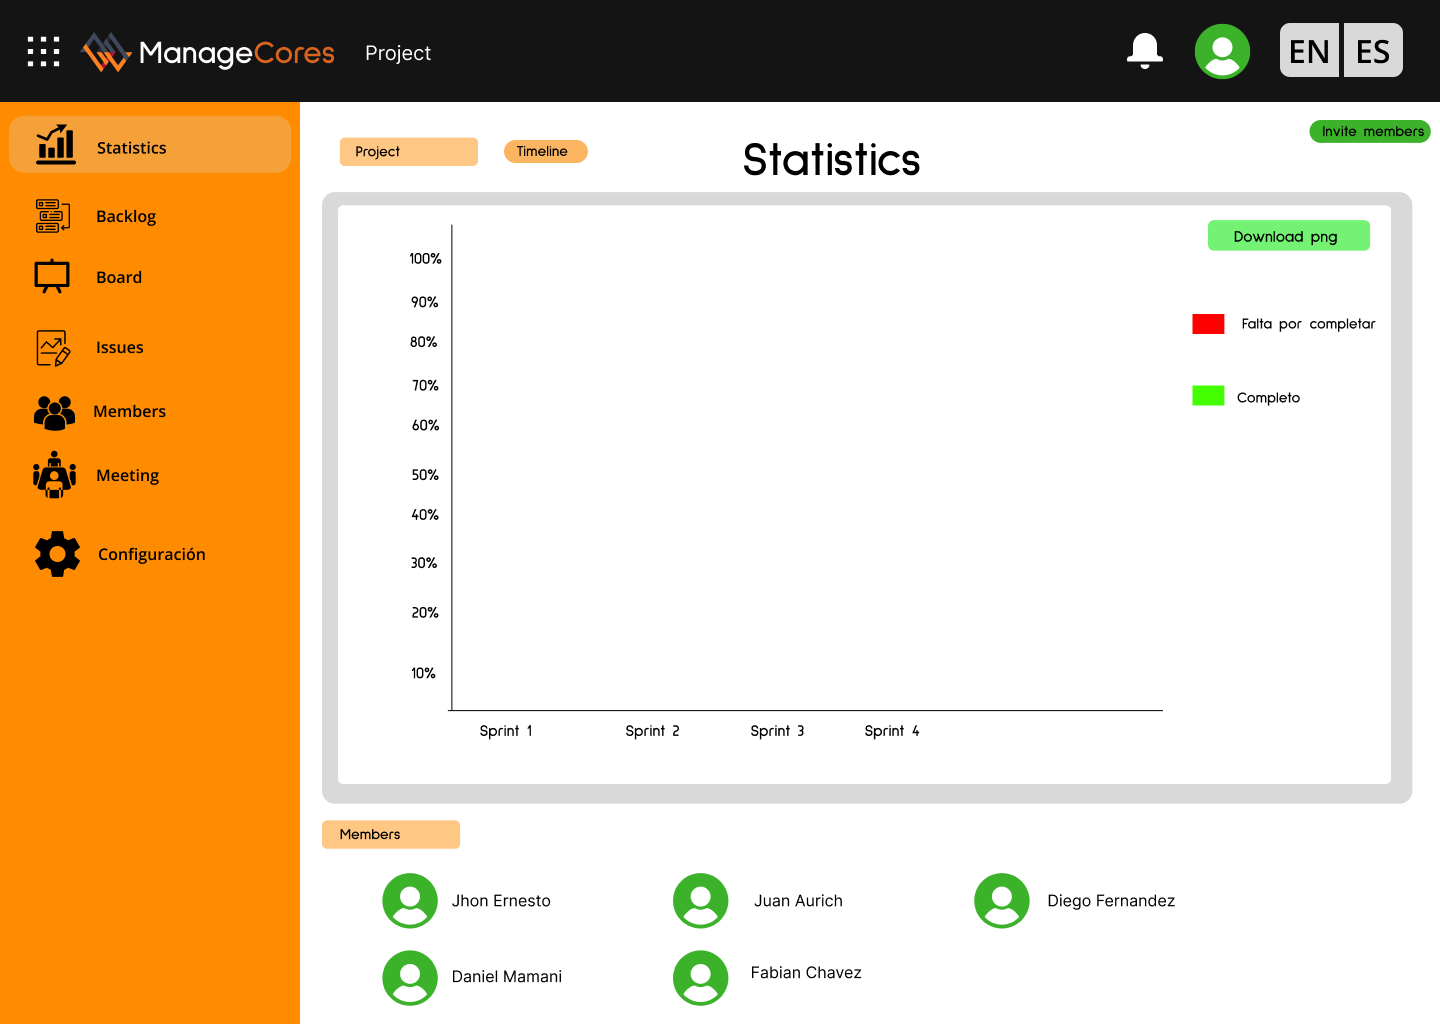 ManageCores
Project
EN
ES
Statistics
Backlog
Board
Issues
Members
Meeting
Configuración
Project
Timeline
Statistics
Invite members
Download png
100%
90%
80%
70%
60%
50%
40%
30%
20%
10%
Falta por completar
Completo
Sprint 1
Sprint 2
Sprint 3
Sprint 4
Members
Jhon Ernesto
Juan Aurich
Diego Fernandez
Daniel Mamani
Fabian Chavez